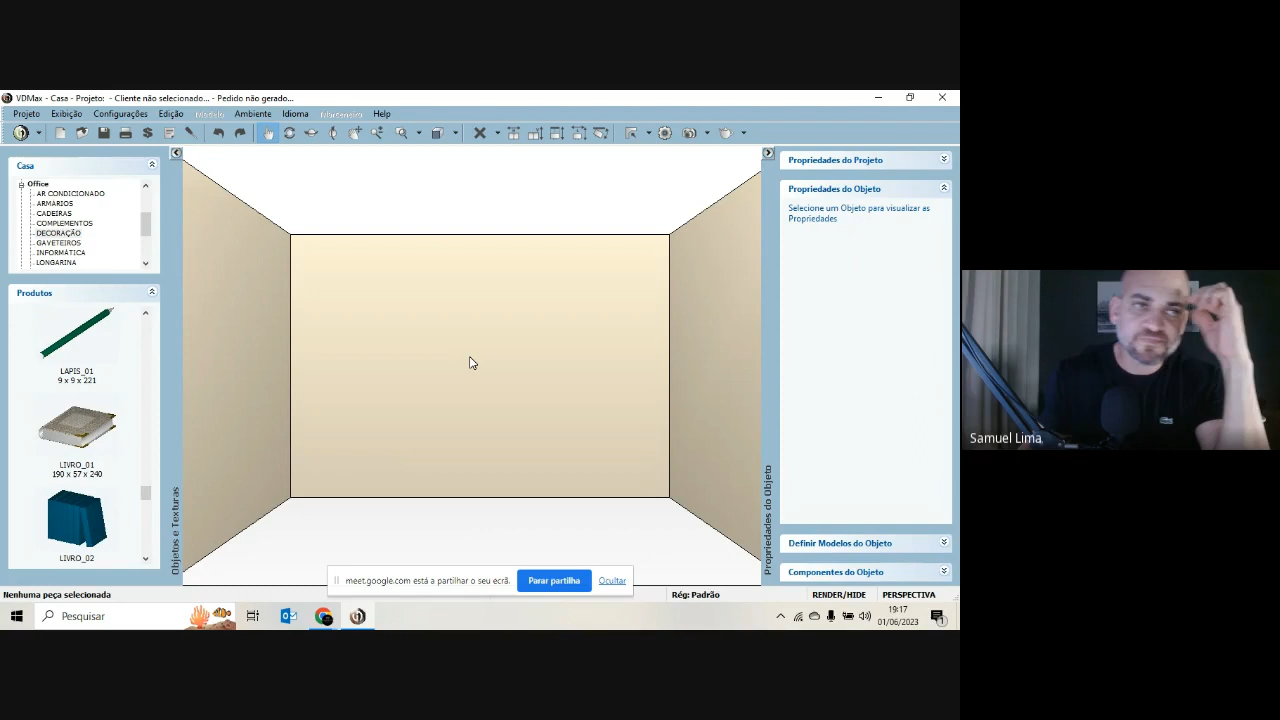 VDMax - Casa - Projeto: - Cliente não selecionado... - Pedido não gerado...
Projeto Exibição Configurações Edição Modelo Ambiente Idioma Marceneiro Help
Casa
Office
AR CONDICIONADO
ARMARIOS
CADEIRAS
COMPLEMENTOS
DECORAÇÃO
GAVETEIROS
INFORMÁTICA
LONGARINA
Produtos
LAPIS_01
9 x 9 x 221
LIVRO_01
190 x 57 x 240
LIVRO_02
Objetos e Texturas
Propriedades do Objeto
Propriedades do Projeto
Propriedades do Objeto
Selecione um Objeto para visualizar as
Propriedades
Definir Modelos do Objeto
Componentes do Objeto
meet.google.com está a partilhar o seu ecrã. Parar partilha Ocultar
Nenhuma peça selecionada Rég: Padrão RENDER/HIDE PERSPECTIVA
Pesquisar
19:17
01/06/2023
1
Samuel Lima